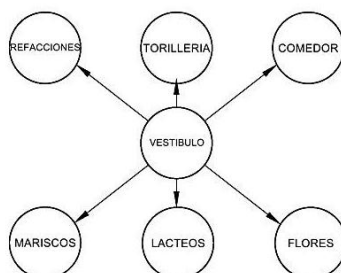 REFACCIONES
TORILLERIA
COMEDOR
VESTIBULO
MARISCOS
LACTEOS
FLORES